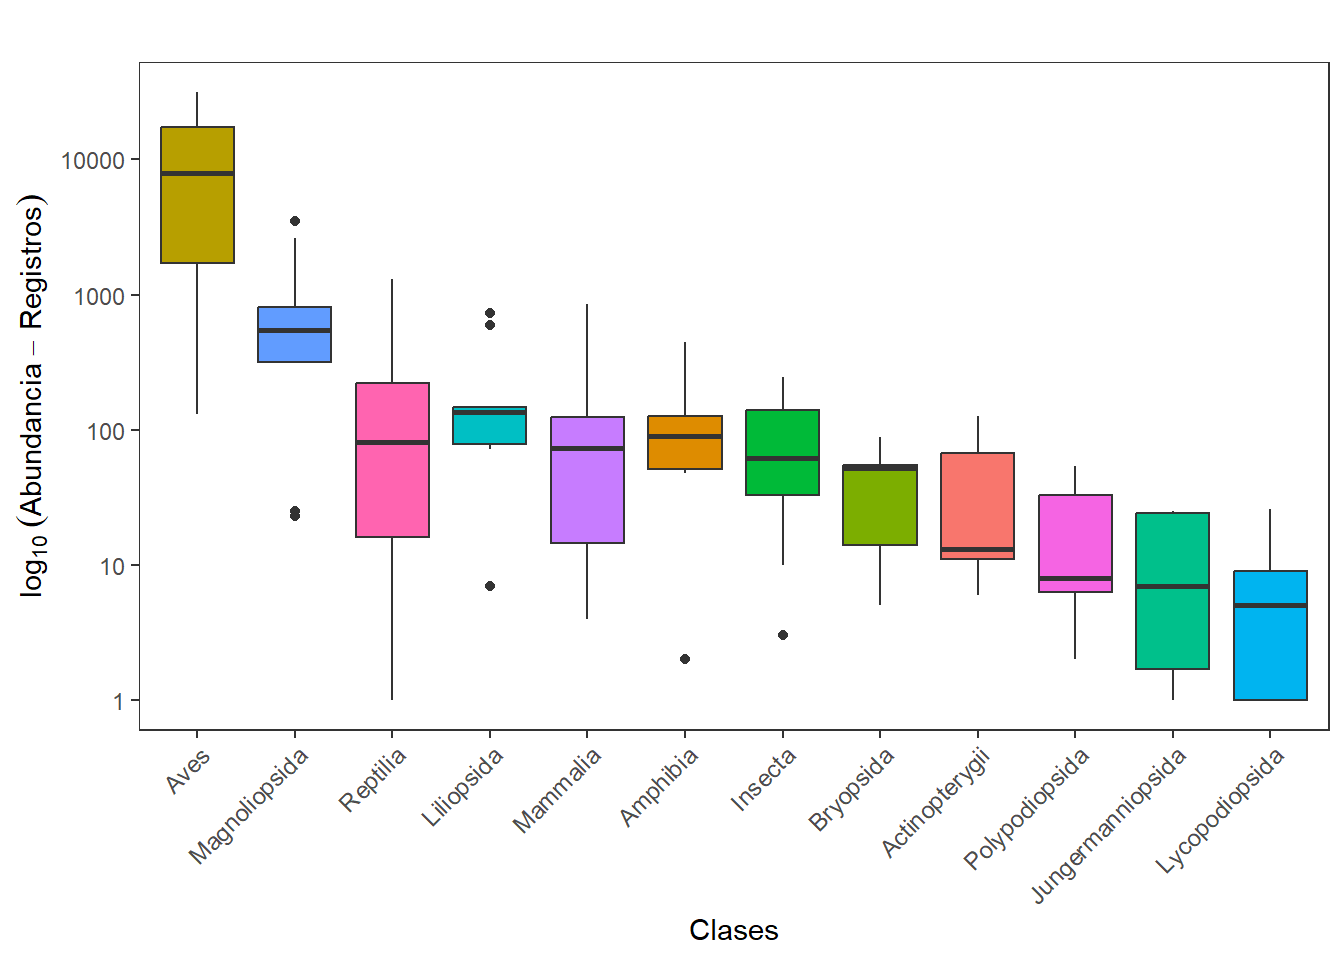 log10 (Abundancia − Registros)
10000
1000
100
10
1
Aves
Magnoliopsida
Reptilia
Liliopsida
Mammalia
Amphibia
Insecta
Bryopsida
Actinopterygii
Polypodiopsida
Jungermanniopsida
Lycopodiopsida
Clases